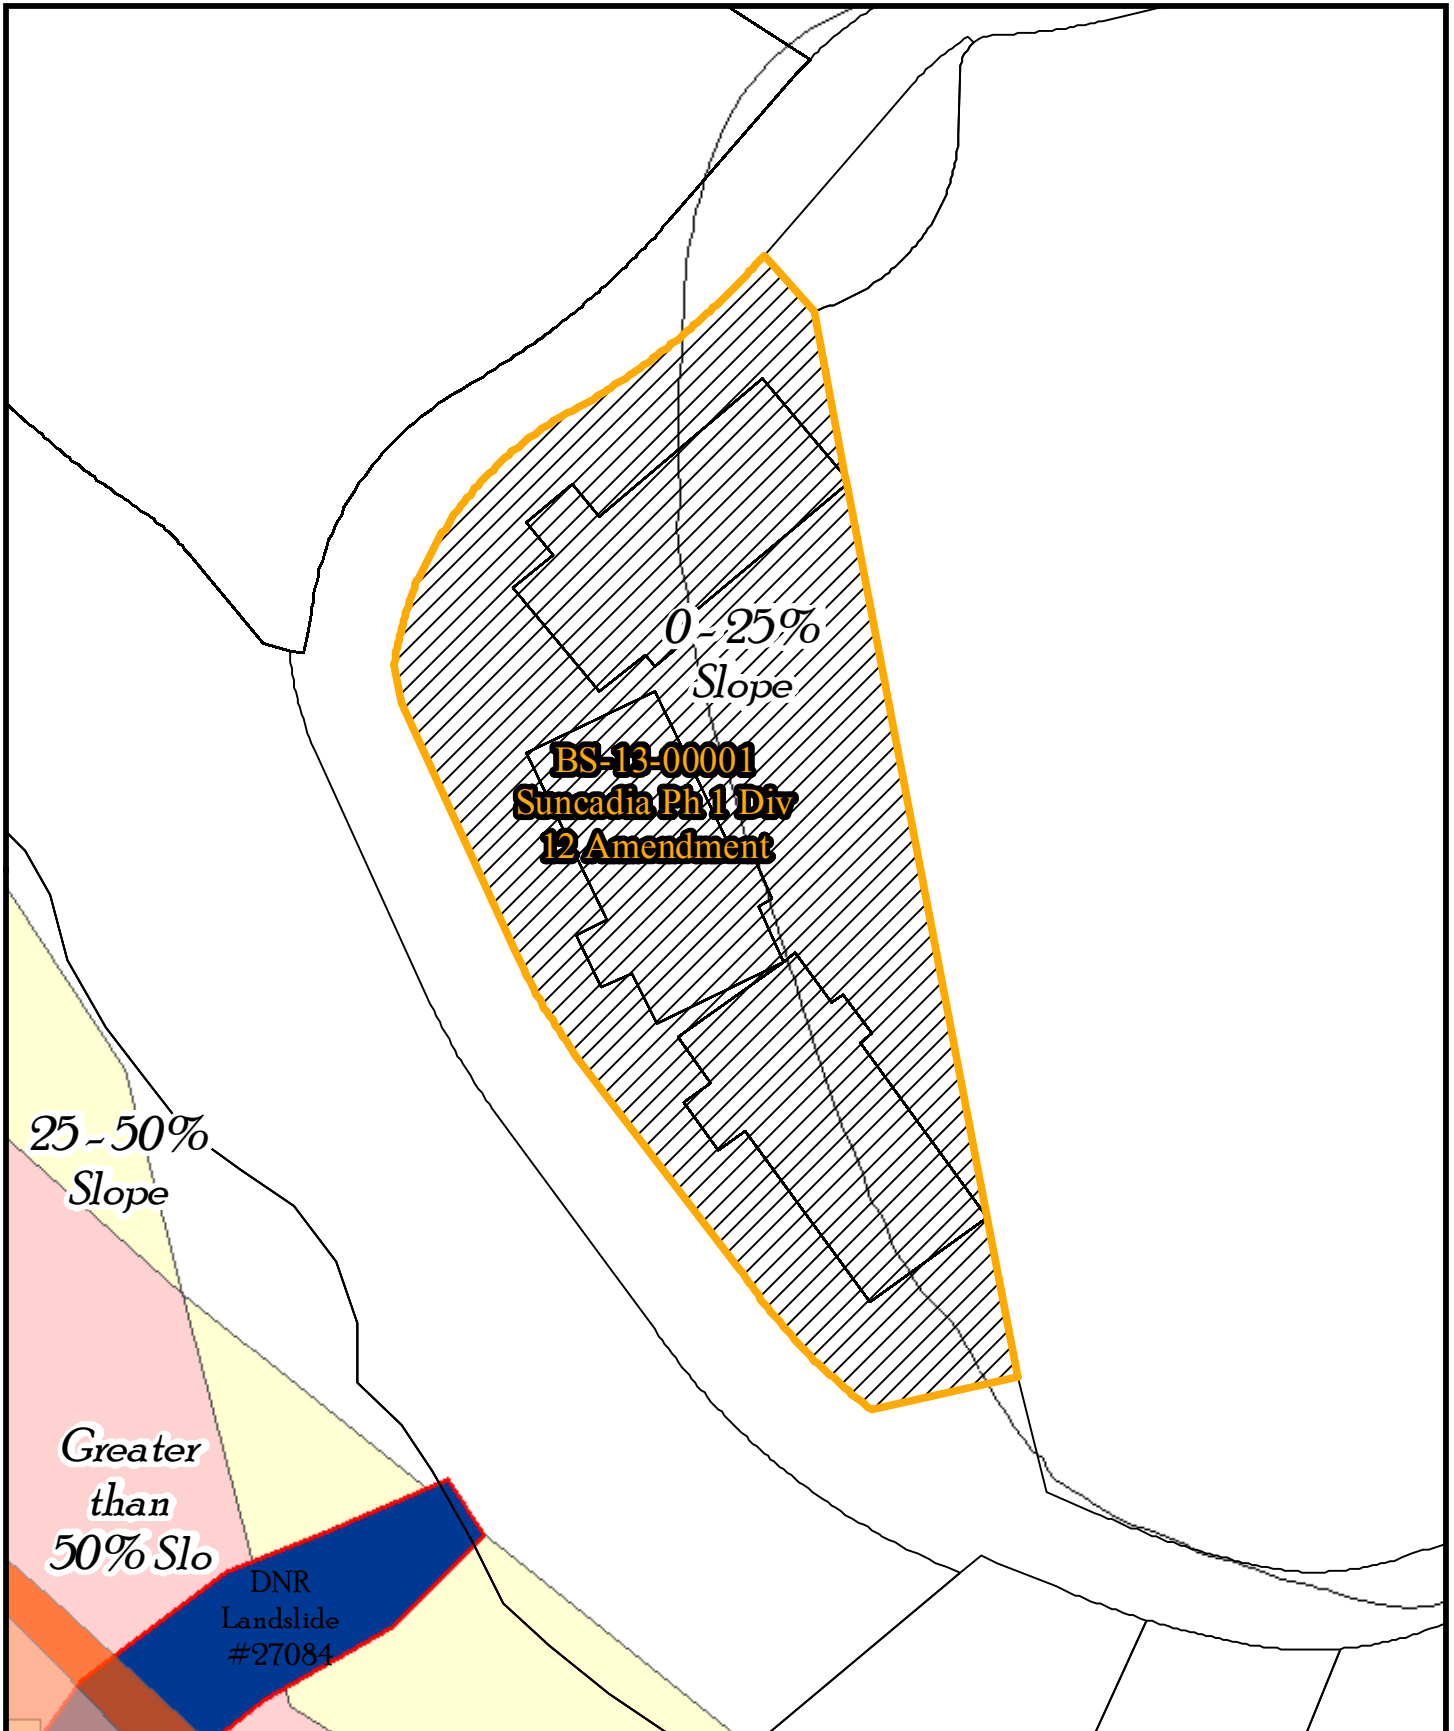 0-25%
Slope
BS-13-00001
Suncadia Ph 1 Div
12 Amendment
25-50%
Slope
Greater
than
50% Slo
DNR
Landslide
#27084